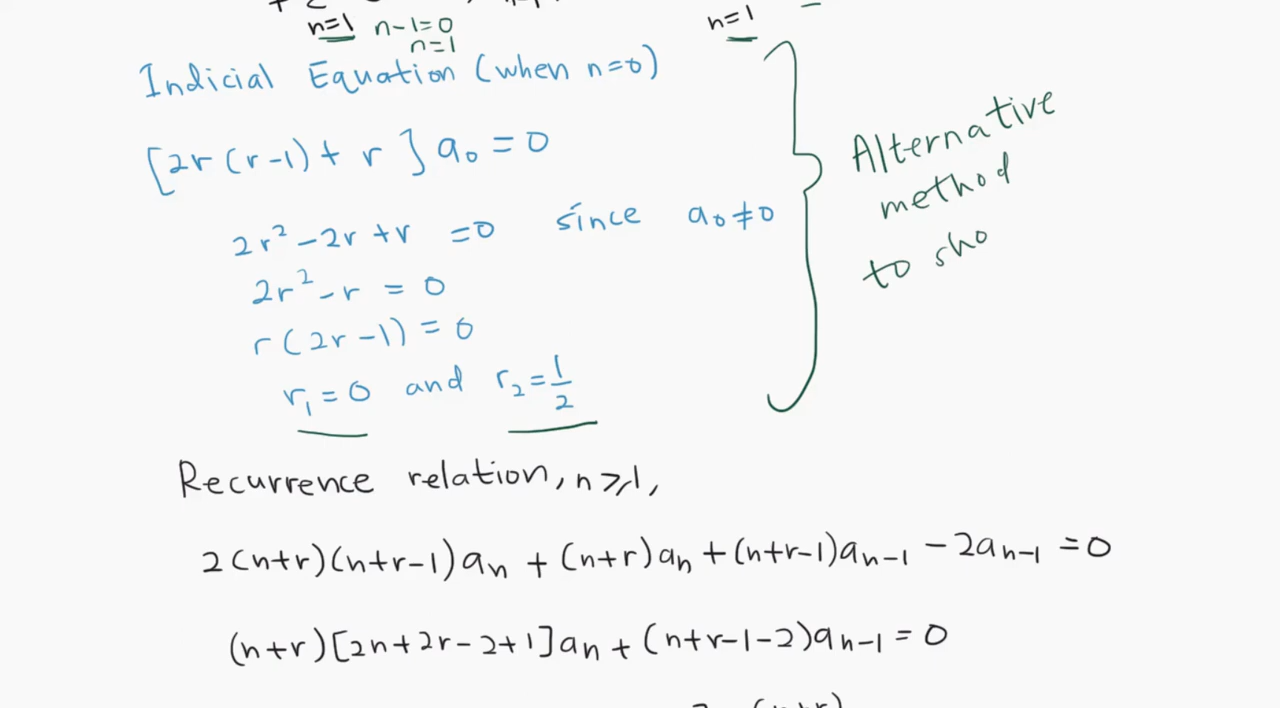 n=1 n-1=0 n=1
n=1
Indicial Equation (when n=0)
[2r(r-1)+ r ] a₀ = 0
2r² - 2r + r = 0 since a₀ ≠ 0
2r² - r = 0
r(2r-1) = 0
r₁ = 0 and r₂ = 1/2
Alternative
method
to sho
Recurrence relation, n ≥ 1,
2(n+r)(n+r-1)aₙ + (n+r)aₙ + (n+r-1)aₙ₋₁ - 2aₙ₋₁ = 0
(n+r)[2n+2r-2+1]aₙ + (n+r-1-2)aₙ₋₁ = 0